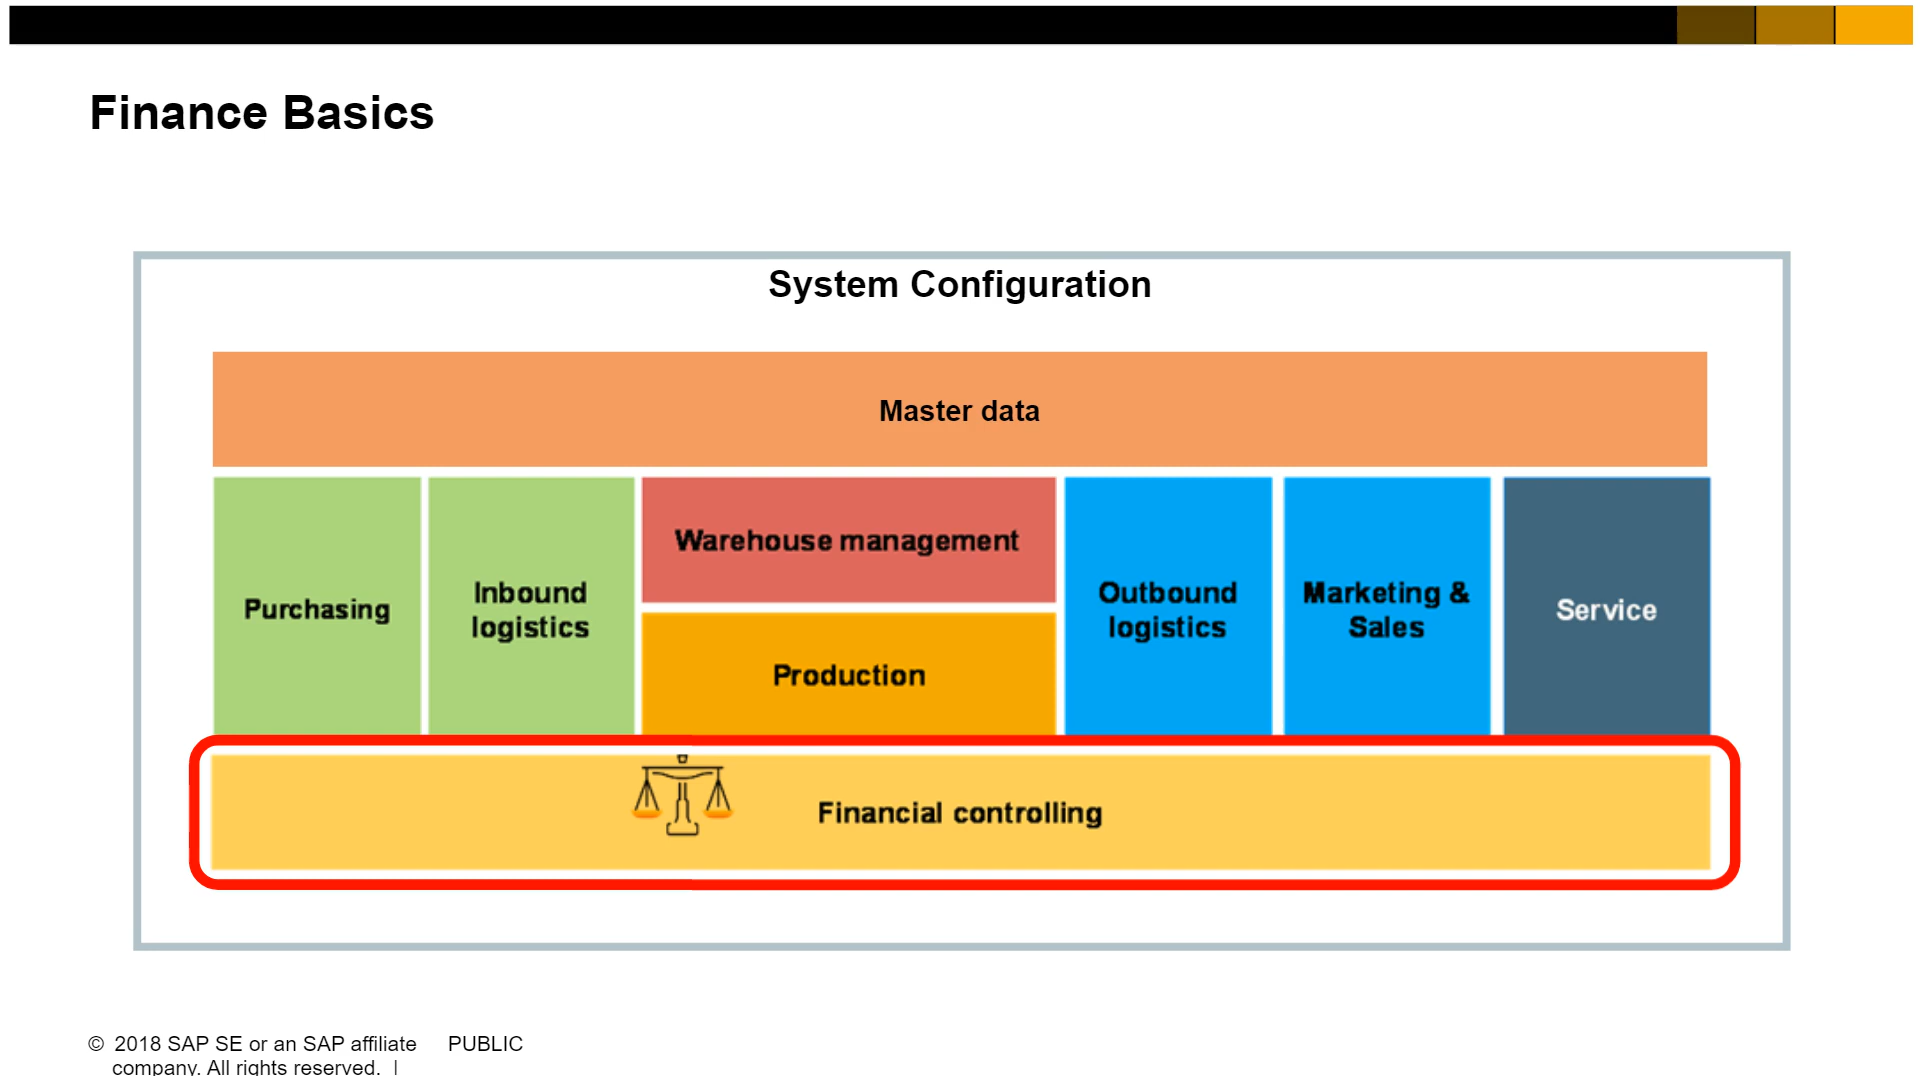 Finance Basics
System Configuration
Master data
Purchasing
Inbound
logistics
Warehouse management
Production
Outbound
logistics
Marketing &
Sales
Service
Financial controlling
© 2018 SAP SE or an SAP affiliate PUBLIC
company. All rights reserved. |